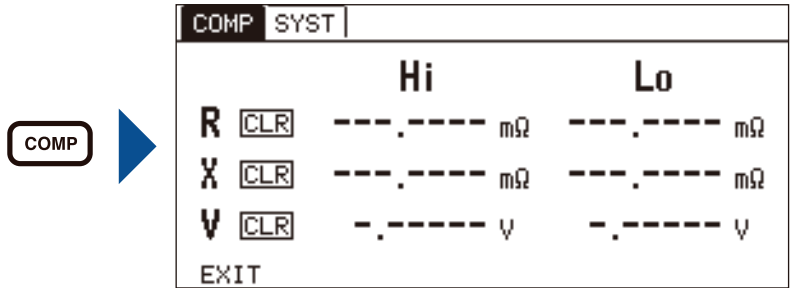 COMP SYST
Hi Lo
COMP
R CLR ---.---- mΩ ---.---- mΩ
X CLR ---.---- mΩ ---.---- mΩ
V CLR -.----- V -.----- V
EXIT